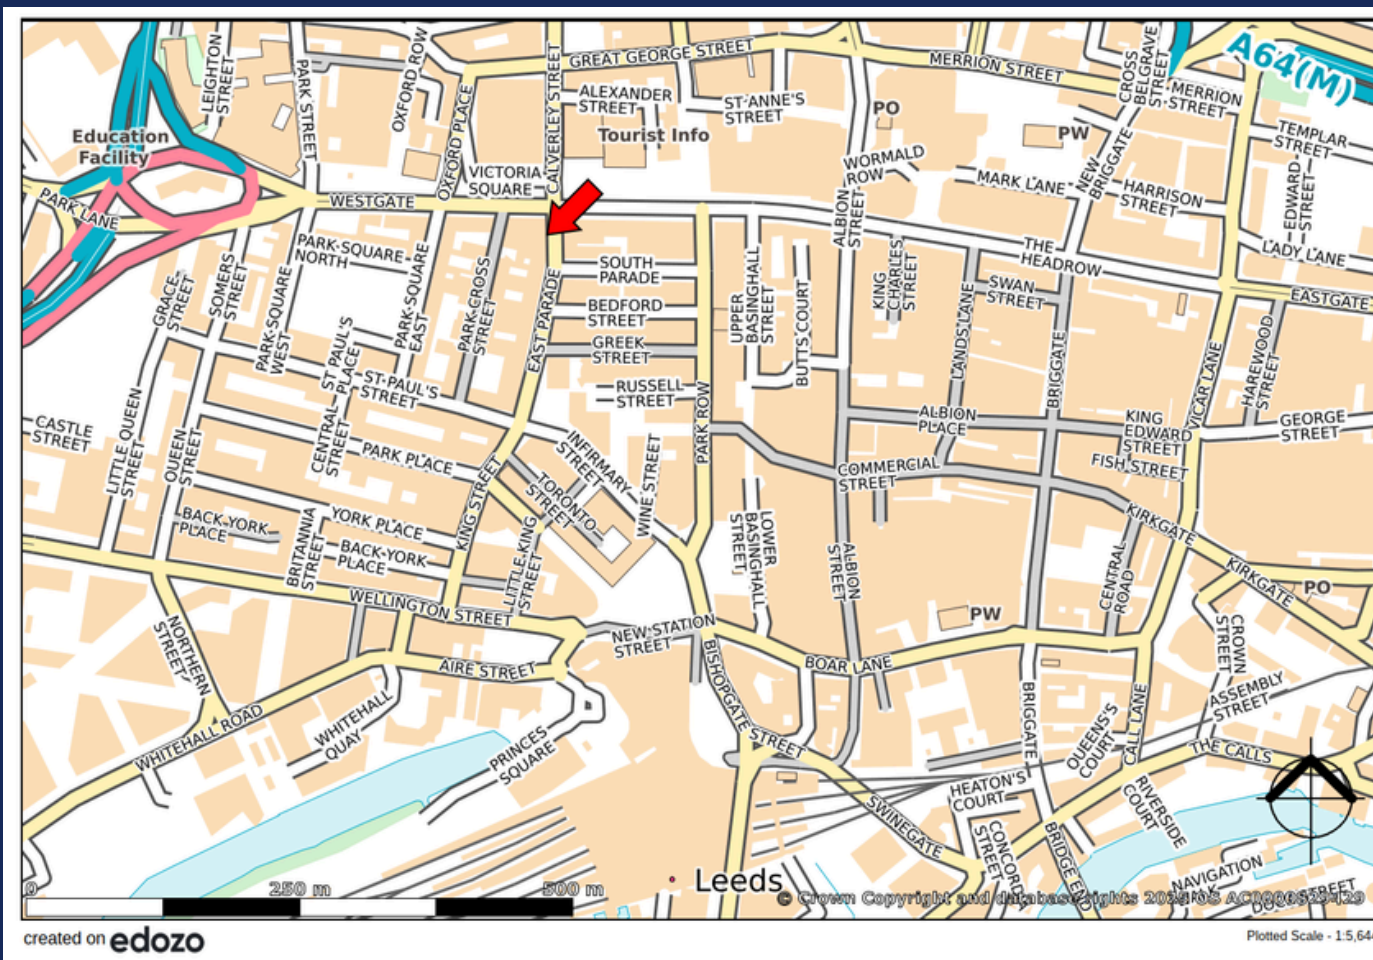 LEIGHTON
STREET
PARK STREET
OXFORD ROW
OXFORD PLACE
CALVERLEY STREET
GREAT GEORGE STREET
ALEXANDER
STREET
ST-ANNE'S
STREET
Tourist Info
MERRION STREET
CROSS
BELGRAVE
STREET
A64(M)
MERRION
STREET
TEMPLAR
STREET
PO
PW
Education
Facility
VICTORIA
SQUARE
WORMALD
ROW
MARK LANE
NEW
BRIGGATE
HARRISON
STREET
EDWARD
STREET
LADY LANE
PARK LANE
WESTGATE
ALBION
STREET
THE
HEADROW
EASTGATE
PARK-SQUARE
NORTH
SOMERS
STREET
GRACE
STREET
PARK-SQUARE
WEST
PARK-SQUARE
EAST
PARK-CROSS
STREET
EAST PARADE
SOUTH
PARADE
BEDFORD
STREET
GREEK
STREET
RUSSELL
STREET
UPPER
BASINGHALL
STREET
BUTTS COURT
KING
CHARLES
STREET
LANDS LANE
SWAN
STREET
BRIGGATE
VICAR LANE
HAREWOOD
STREET
ST PAUL'S
PLACE
ST-PAUL'S
STREET
CASTLE
STREET
LITTLE QUEEN
STREET
QUEEN
STREET
CENTRAL
STREET
PARK PLACE
PARK ROW
ALBION
PLACE
KING
EDWARD
STREET
GEORGE
STREET
FISH STREET
COMMERCIAL
STREET
INFIRMARY
STREET
WINE STREET
TORONTO
STREET
KING STREET
BACK YORK
PLACE
YORK PLACE
BACK-YORK
PLACE
BRITANNIA
STREET
LITTLE KING
STREET
LOWER
BASINGHALL
STREET
ALBION
STREET
KIRKGATE
CENTRAL
ROAD
KIRKGATE
PO
PW
WELLINGTON STREET
NEW STATION
STREET
NORTHERN
STREET
AIRE STREET
BOAR LANE
CROWN
STREET
ASSEMBLY
STREET
BISHOPGATE STREET
BRIGGATE
QUEENS'S
COURT
CALL LANE
THE CALLS
WHITEHALL ROAD
WHITEHALL
QUAY
PRINCES
SQUARE
HEATON'S
COURT
RIVERSIDE
COURT
SWINEGATE
CONCORDIA
STREET
BRIDGE END
NAVIGATION
0 250 m 500 m
Leeds
created on edozo
Plotted Scale - 1:5,64